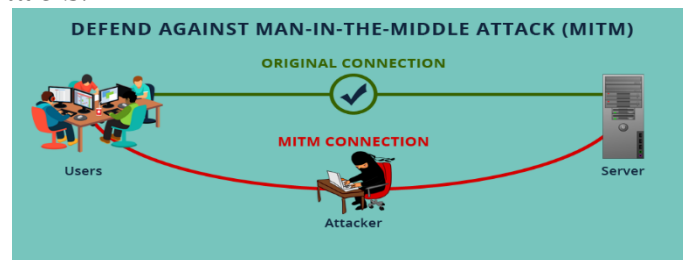 DEFEND AGAINST MAN-IN-THE-MIDDLE ATTACK (MITM)
ORIGINAL CONNECTION
MITM CONNECTION
Users
Server
Attacker